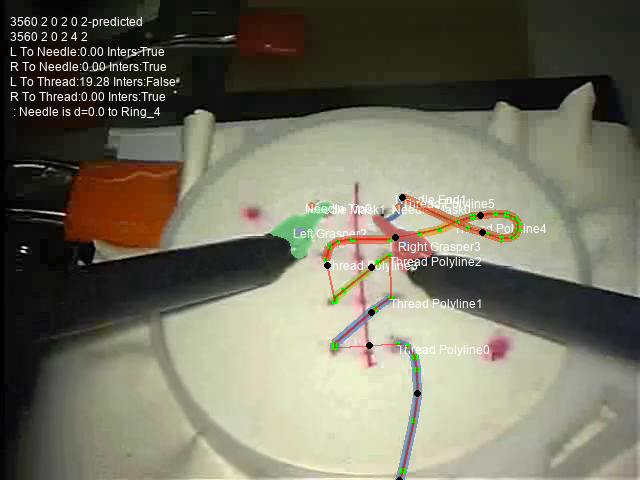 3560 2 0 2 0 2-predicted
3560 2 0 2 4 2
L To Needle:0.00 Inters:True
R To Needle:0.00 Inters:True
L To Thread:19.28 Inters:False
R To Thread:0.00 Inters:True
: Needle is d=0.0 to Ring_4
Thread Polyline5
Left Grasper2
Thread Polyline4
Right Grasper3
Thread Polyline2
Thread Polyline1
Thread Polyline0